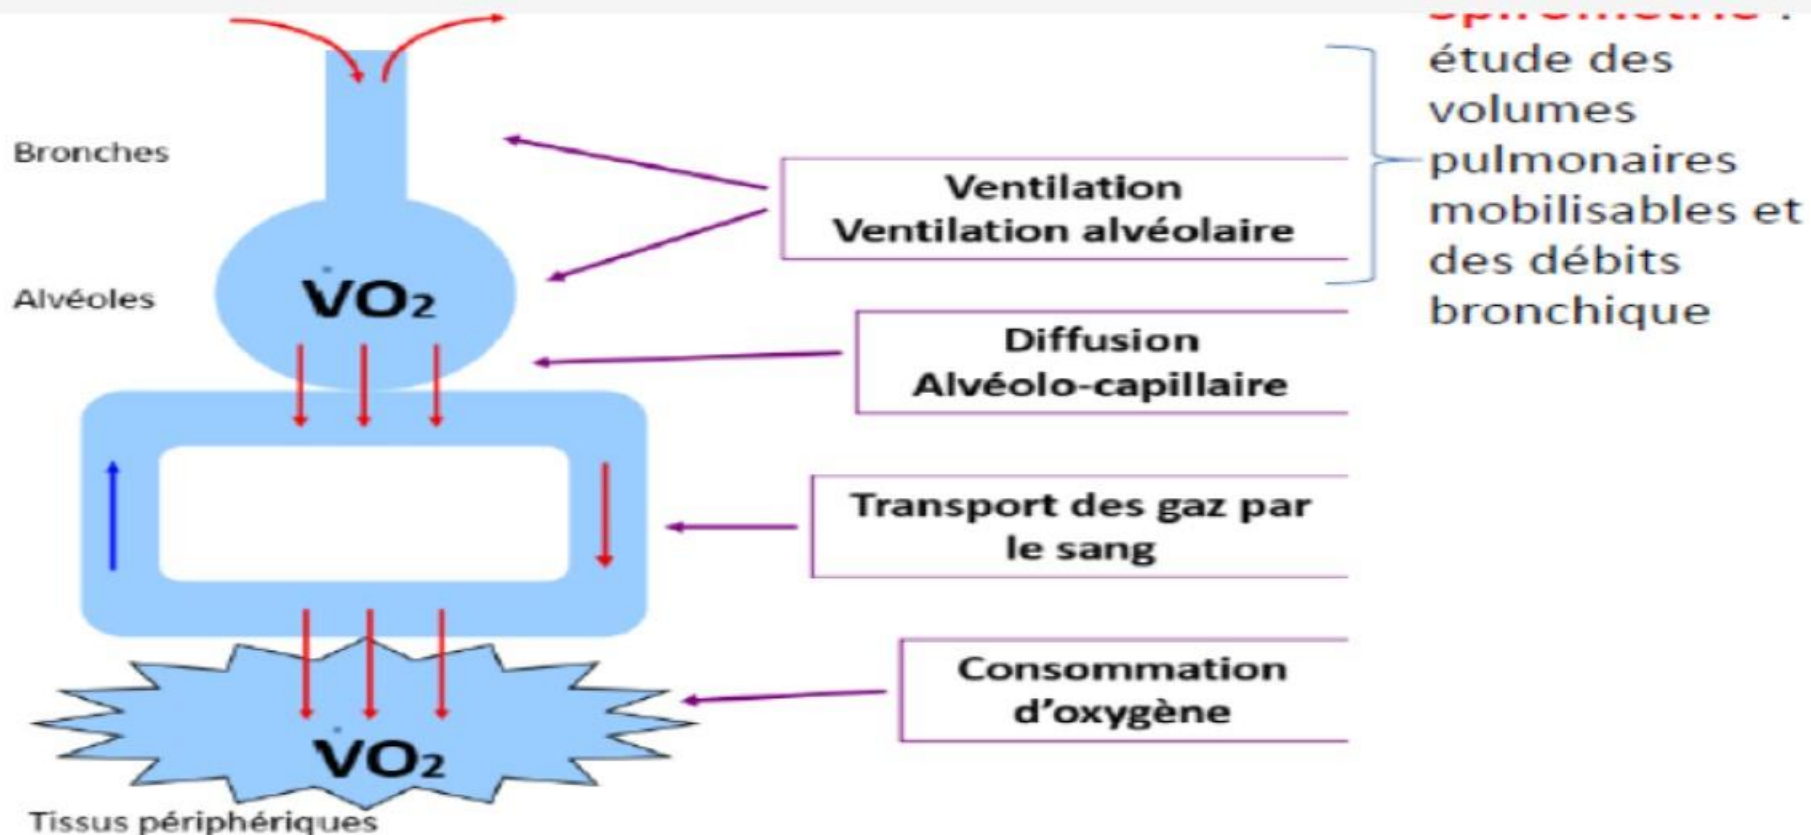 étude des
volumes
pulmonaires
mobilisables et
des débits
bronchique
Bronches
Ventilation
Ventilation alvéolaire
Alvéoles
VO₂
Diffusion
Alvéolo-capillaire
Transport des gaz par
le sang
Consommation
d'oxygène
VO₂
Tissus périphériques